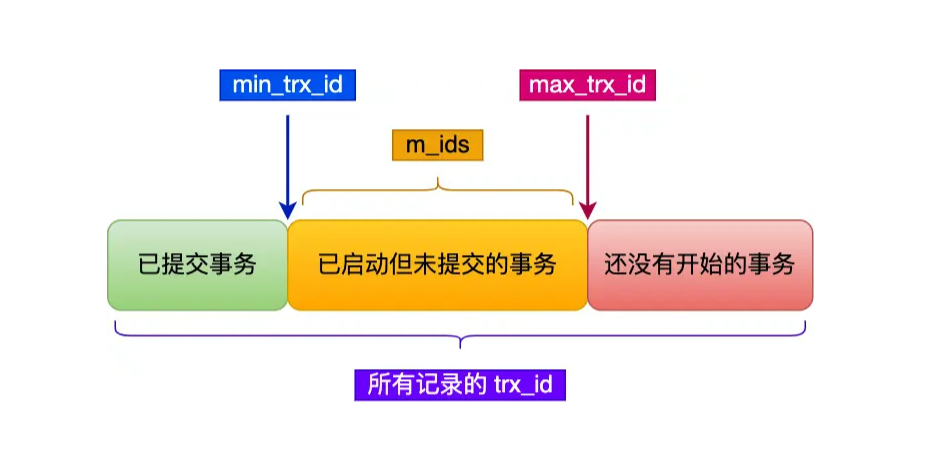 min_trx_id
max_trx_id
m_ids
已提交事务
已启动但未提交的事务
还没有开始的事务
所有记录的 trx_id